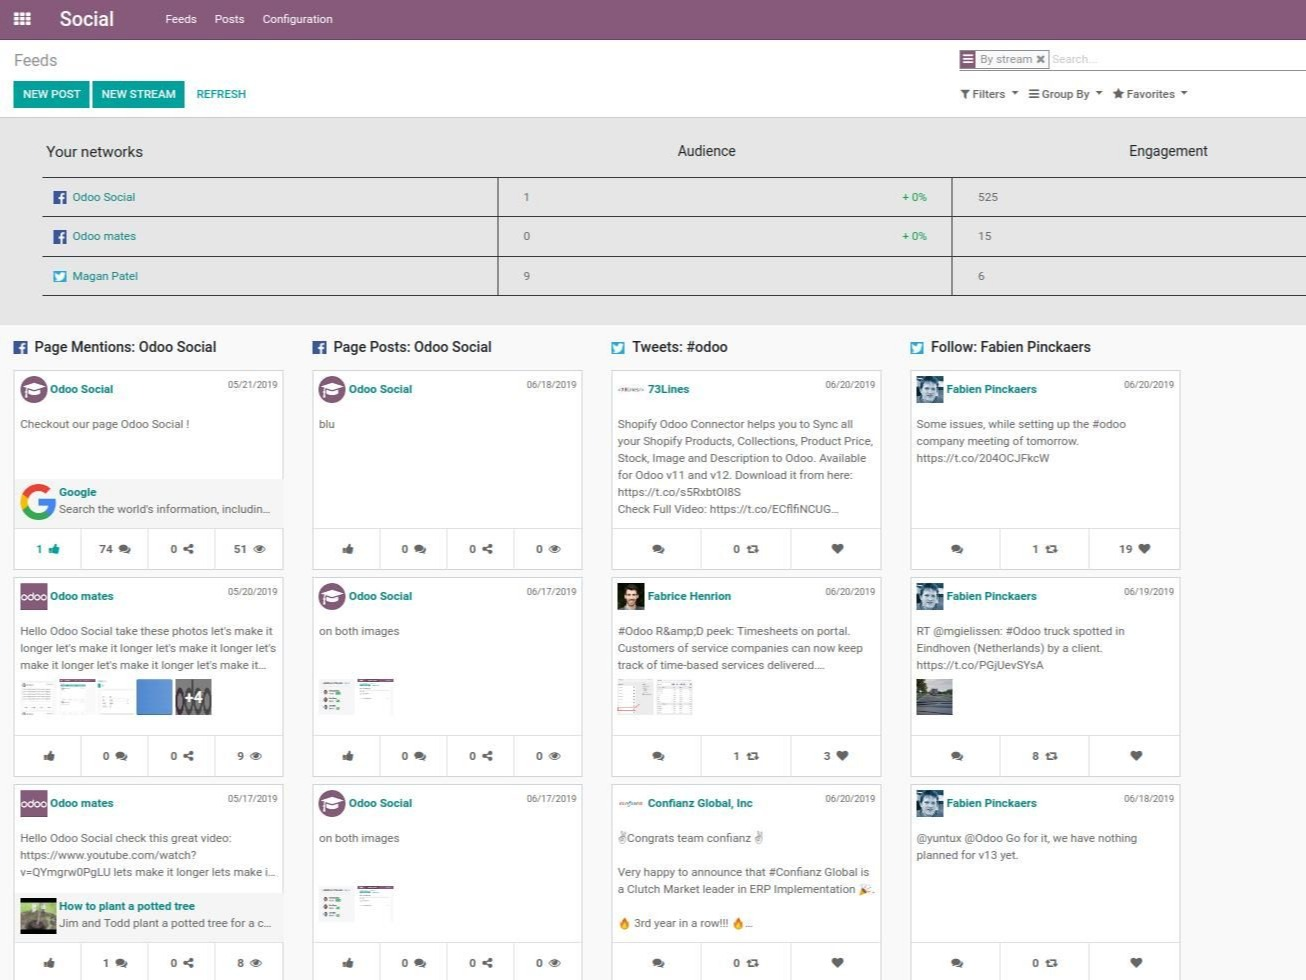 Social
Feeds Posts Configuration
Feeds
By stream ✖ Search...
NEW POST NEW STREAM REFRESH
Filters Group By Favorites
Your networks Audience Engagement
Odoo Social 1 + 0% 525
Odoo mates 0 + 0% 15
Magan Patel 9 6
Page Mentions: Odoo Social
Odoo Social 05/21/2019
Checkout our page Odoo Social !
Google
Search the world's information, includin...
1 74 0 51
odoo Odoo mates 05/20/2019
Hello Odoo Social take these photos let's make it
longer let's make it longer let's make it longer let's
make it longer let's make it longer let's make it...
+4
0 0 9
odoo Odoo mates 05/17/2019
Hello Odoo Social check this great video:
https://www.youtube.com/watch?
v=QYmgrw0PgLU lets make it longer lets make i...
How to plant a potted tree
Jim and Todd plant a potted tree for a c...
1 0 8
Page Posts: Odoo Social
Odoo Social 06/18/2019
blu
0 0 0
Odoo Social 06/17/2019
on both images
0 0 0
Odoo Social 06/17/2019
on both images
0 0 0
Tweets: #odoo
73Lines 06/20/2019
Shopify Odoo Connector helps you to Sync all
your Shopify Products, Collections, Product Price,
Stock, Image and Description to Odoo. Available
for Odoo v11 and v12. Download it from here:
https://t.co/s5RxbtOI8S
Check Full Video: https://t.co/ECflfiNCUG...
0
Fabrice Henrion 06/20/2019
#Odoo R&amp;D peek: Timesheets on portal.
Customers of service companies can now keep
track of time-based services delivered....
1 3
Confianz Global, Inc 06/20/2019
✌Congrats team confianz ✌
Very happy to announce that #Confianz Global is
a Clutch Market leader in ERP Implementation 🎉..
🔥 3rd year in a row!!! 🔥...
0
Follow: Fabien Pinckaers
Fabien Pinckaers 06/20/2019
Some issues, while setting up the #odoo
company meeting of tomorrow.
https://t.co/204OCJFkcW
1 19
Fabien Pinckaers 06/19/2019
RT @mgielissen: #Odoo truck spotted in
Eindhoven (Netherlands) by a client.
https://t.co/PGjUevSYsA
8
Fabien Pinckaers 06/18/2019
@yuntux @Odoo Go for it, we have nothing
planned for v13 yet.
0